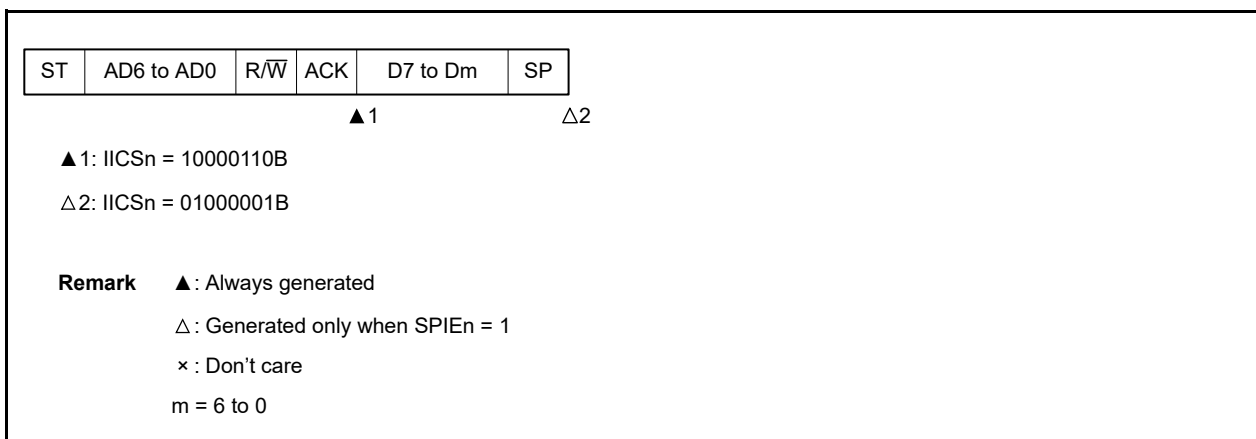 ST AD6 to AD0 R/W̅ ACK D7 to Dm SP
▲1 △2
▲1: IICSn = 10000110B
△2: IICSn = 01000001B
Remark ▲: Always generated
△: Generated only when SPIEn = 1
×: Don't care
m = 6 to 0